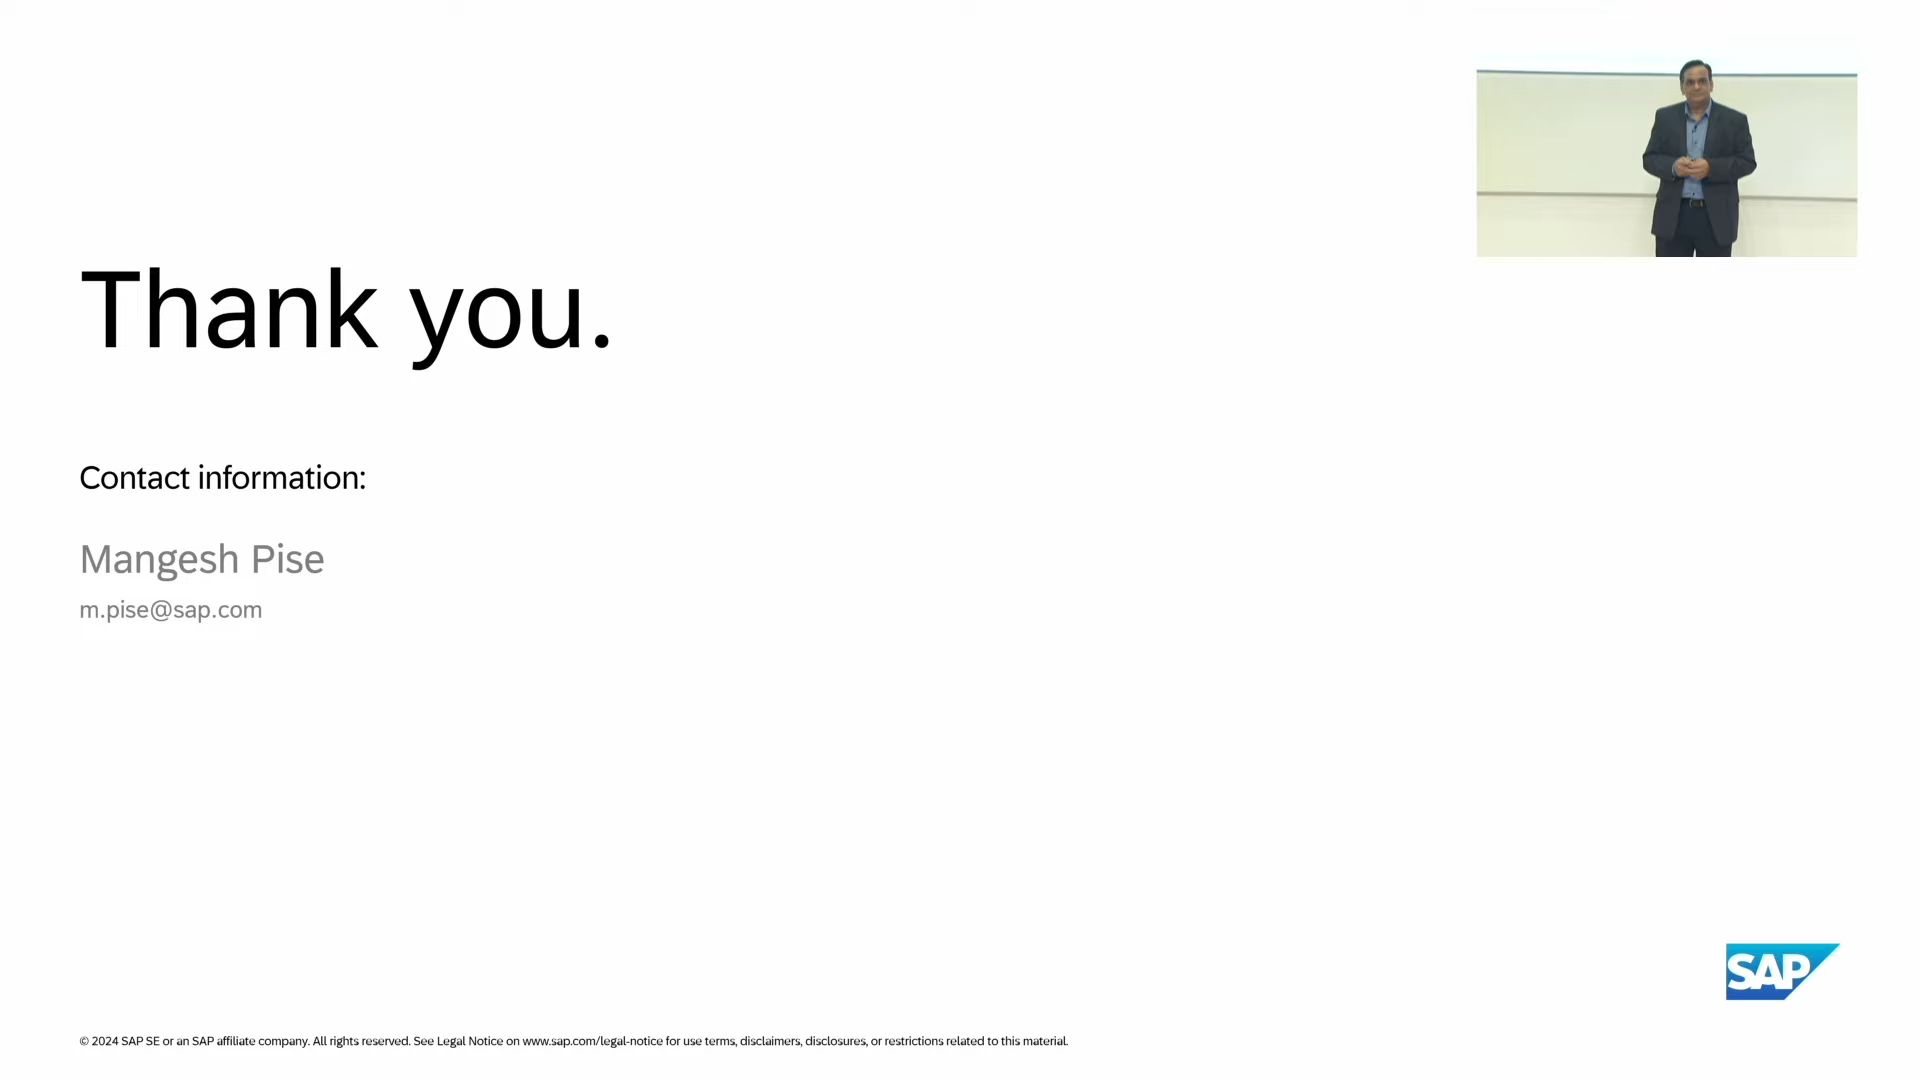 Thank you.
Contact information:
Mangesh Pise
m.pise@sap.com
SAP
© 2024 SAP SE or an SAP affiliate company. All rights reserved. See Legal Notice on www.sap.com/legal-notice for use terms, disclaimers, disclosures, or restrictions related to this material.